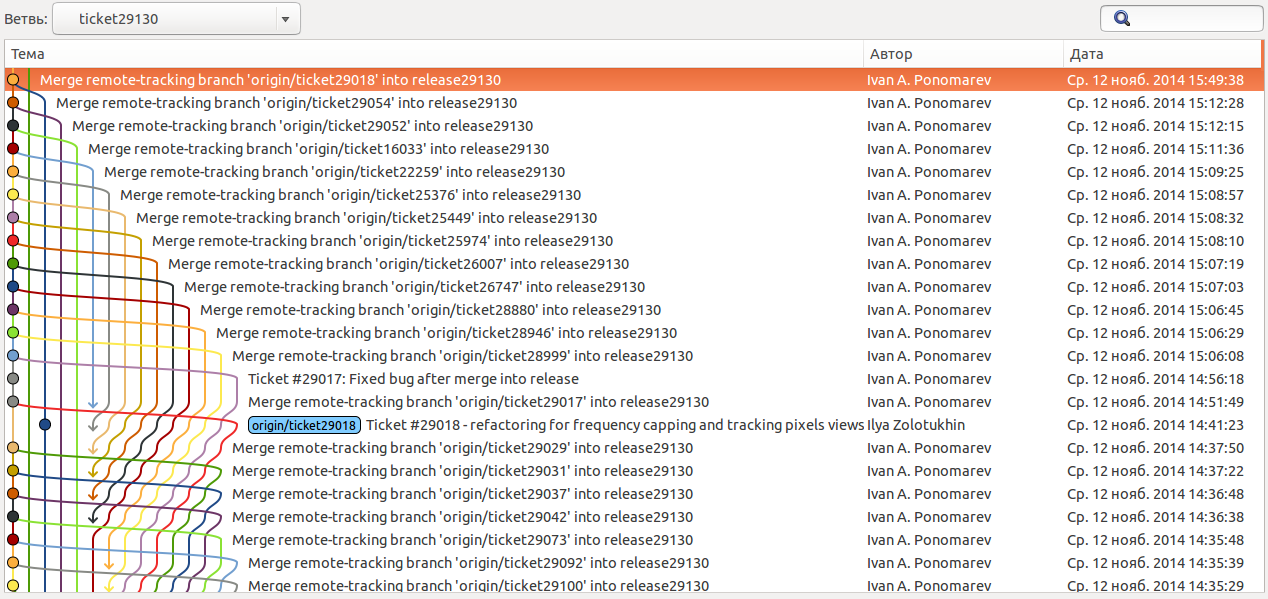 Ветвь: ticket29130
Тема Автор Дата
Merge remote-tracking branch 'origin/ticket29018' into release29130 Ivan A. Ponomarev Ср. 12 нояб. 2014 15:49:38
Merge remote-tracking branch 'origin/ticket29054' into release29130 Ivan A. Ponomarev Ср. 12 нояб. 2014 15:12:28
Merge remote-tracking branch 'origin/ticket29052' into release29130 Ivan A. Ponomarev Ср. 12 нояб. 2014 15:12:15
Merge remote-tracking branch 'origin/ticket16033' into release29130 Ivan A. Ponomarev Ср. 12 нояб. 2014 15:11:36
Merge remote-tracking branch 'origin/ticket22259' into release29130 Ivan A. Ponomarev Ср. 12 нояб. 2014 15:09:25
Merge remote-tracking branch 'origin/ticket25376' into release29130 Ivan A. Ponomarev Ср. 12 нояб. 2014 15:08:57
Merge remote-tracking branch 'origin/ticket25449' into release29130 Ivan A. Ponomarev Ср. 12 нояб. 2014 15:08:32
Merge remote-tracking branch 'origin/ticket25974' into release29130 Ivan A. Ponomarev Ср. 12 нояб. 2014 15:08:10
Merge remote-tracking branch 'origin/ticket26007' into release29130 Ivan A. Ponomarev Ср. 12 нояб. 2014 15:07:19
Merge remote-tracking branch 'origin/ticket26747' into release29130 Ivan A. Ponomarev Ср. 12 нояб. 2014 15:07:03
Merge remote-tracking branch 'origin/ticket28880' into release29130 Ivan A. Ponomarev Ср. 12 нояб. 2014 15:06:45
Merge remote-tracking branch 'origin/ticket28946' into release29130 Ivan A. Ponomarev Ср. 12 нояб. 2014 15:06:29
Merge remote-tracking branch 'origin/ticket28999' into release29130 Ivan A. Ponomarev Ср. 12 нояб. 2014 15:06:08
Ticket #29017: Fixed bug after merge into release Ivan A. Ponomarev Ср. 12 нояб. 2014 14:56:18
Merge remote-tracking branch 'origin/ticket29017' into release29130 Ivan A. Ponomarev Ср. 12 нояб. 2014 14:51:49
origin/ticket29018 Ticket #29018 - refactoring for frequency capping and tracking pixels views Ilya Zolotukhin Ср. 12 нояб. 2014 14:41:23
Merge remote-tracking branch 'origin/ticket29029' into release29130 Ivan A. Ponomarev Ср. 12 нояб. 2014 14:37:50
Merge remote-tracking branch 'origin/ticket29031' into release29130 Ivan A. Ponomarev Ср. 12 нояб. 2014 14:37:22
Merge remote-tracking branch 'origin/ticket29037' into release29130 Ivan A. Ponomarev Ср. 12 нояб. 2014 14:36:48
Merge remote-tracking branch 'origin/ticket29042' into release29130 Ivan A. Ponomarev Ср. 12 нояб. 2014 14:36:38
Merge remote-tracking branch 'origin/ticket29073' into release29130 Ivan A. Ponomarev Ср. 12 нояб. 2014 14:35:48
Merge remote-tracking branch 'origin/ticket29092' into release29130 Ivan A. Ponomarev Ср. 12 нояб. 2014 14:35:39
Merge remote-tracking branch 'origin/ticket29100' into release29130 Ivan A. Ponomarev Ср. 12 нояб. 2014 14:35:29